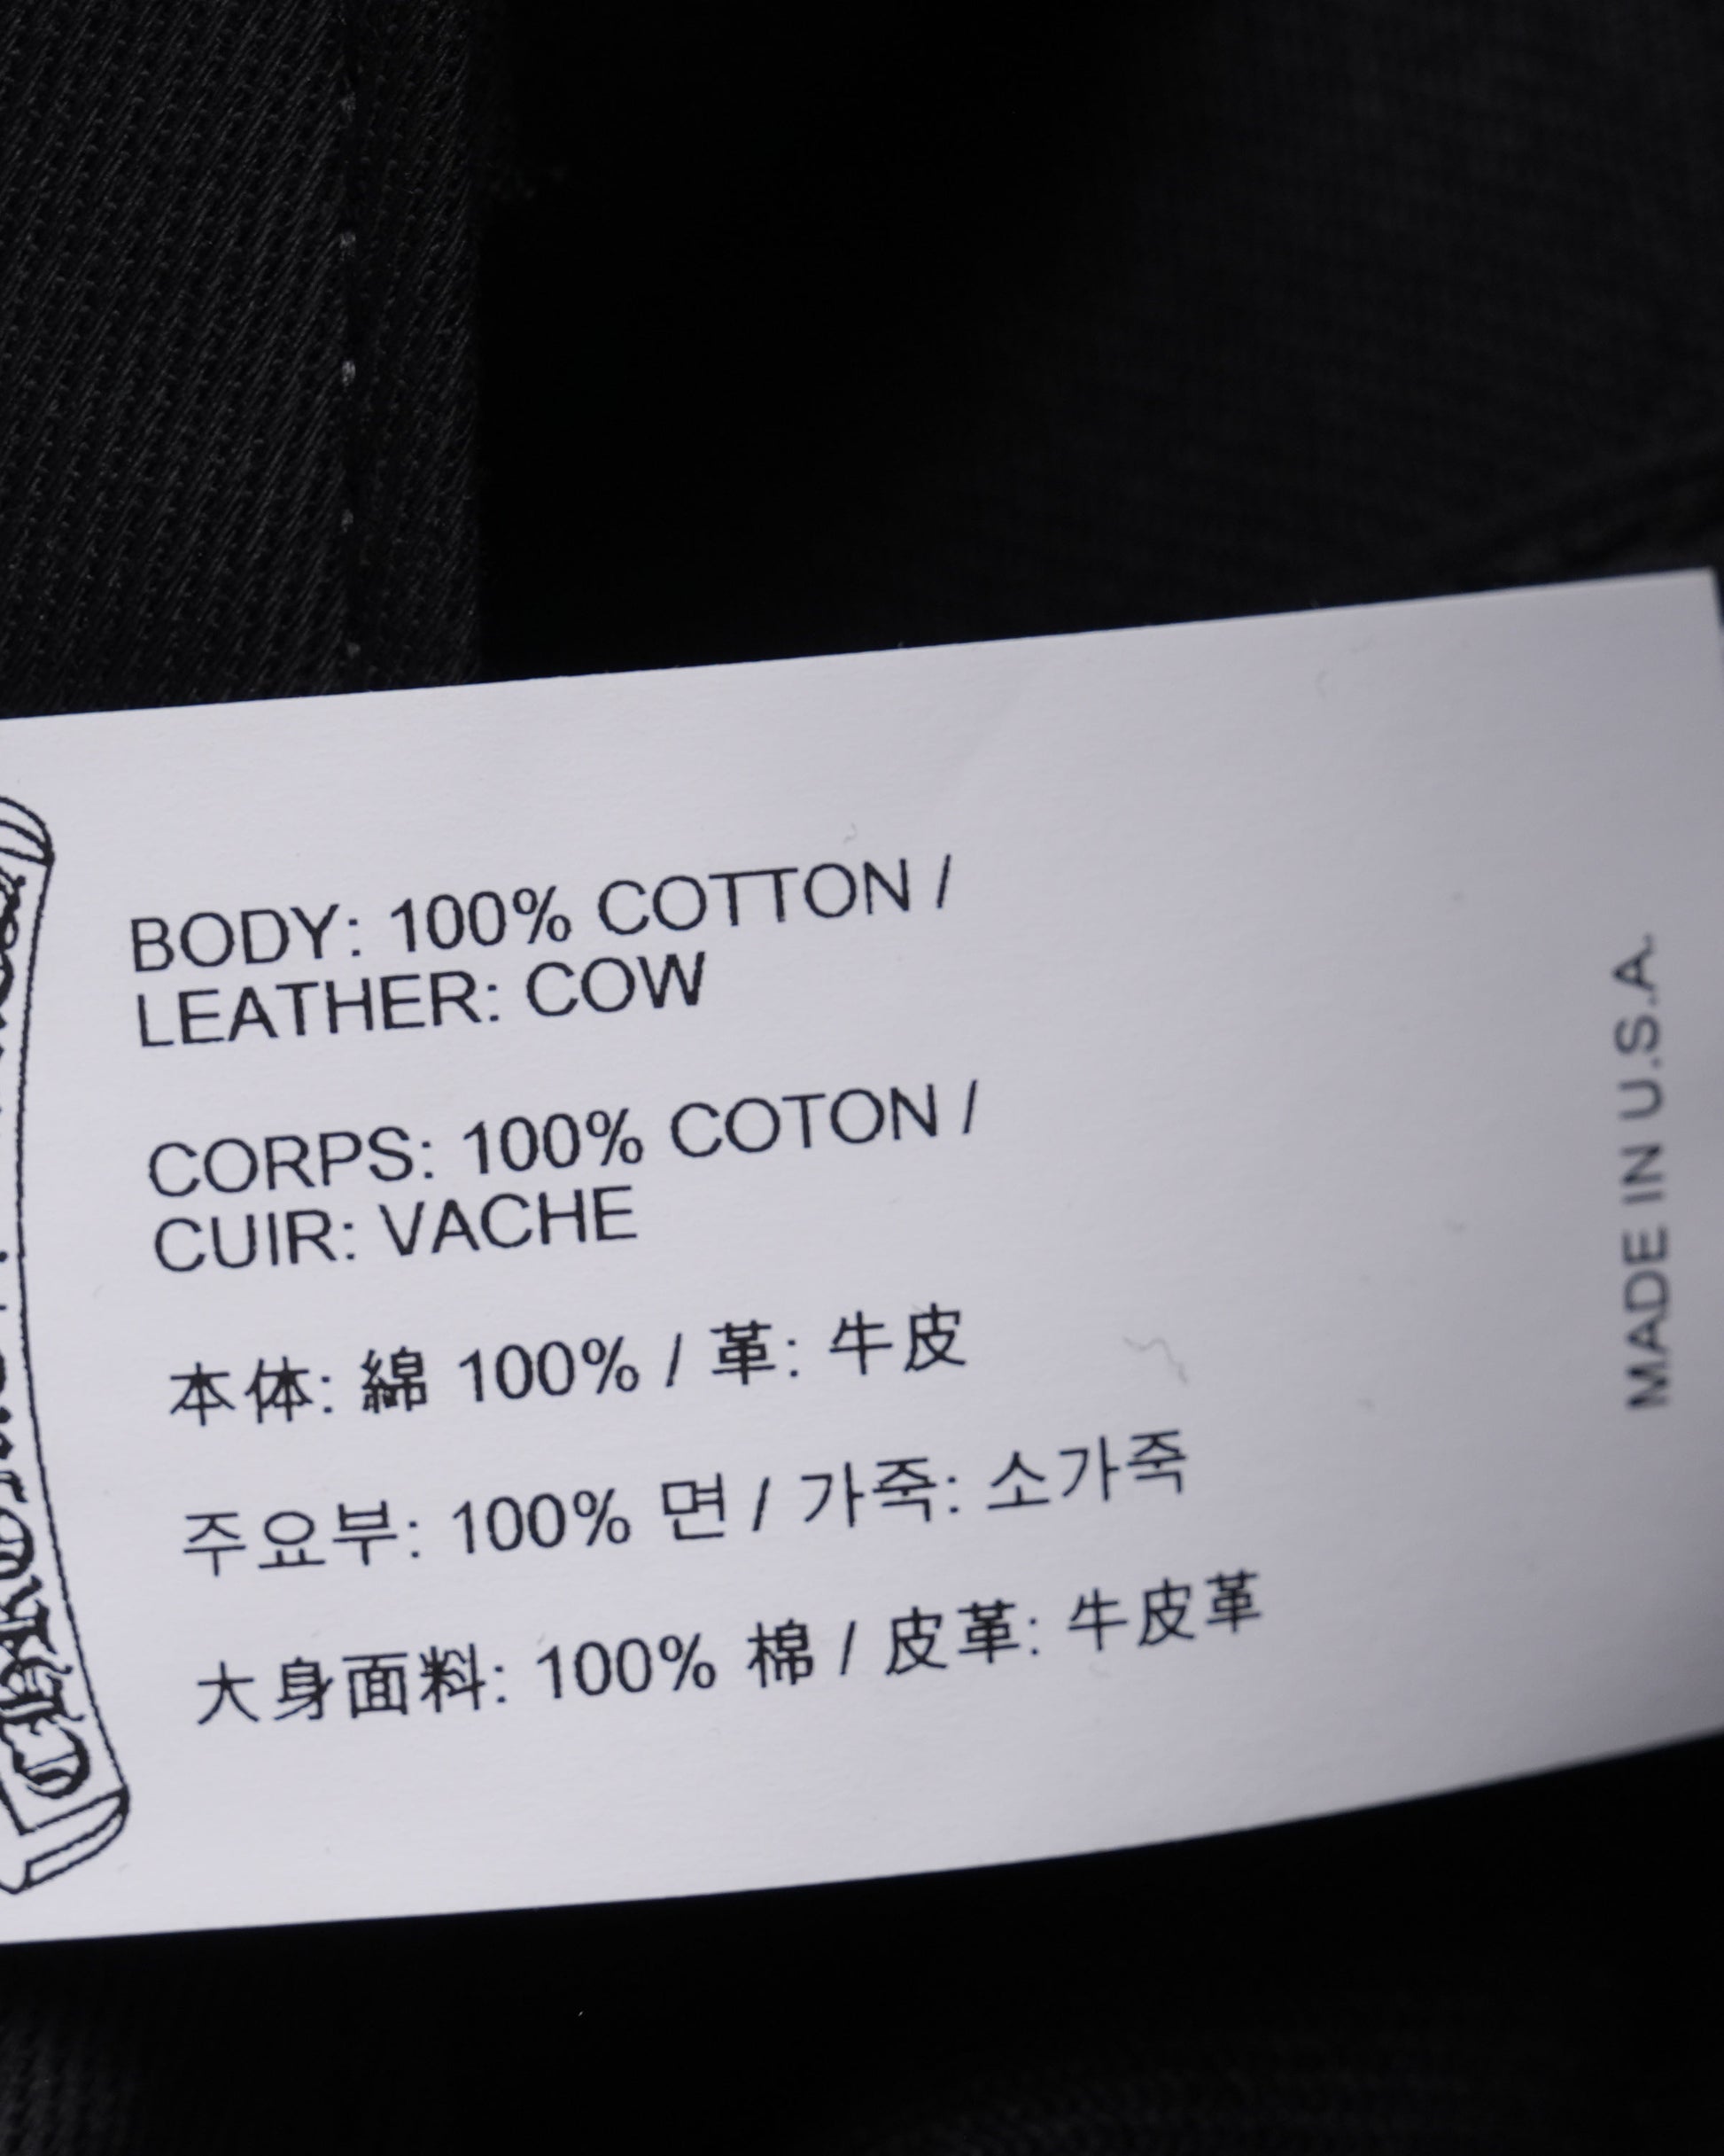 BODY: 100% COTTON /
LEATHER: COW
CORPS: 100% COTON /
CUIR: VACHE
本体: 綿 100% / 革: 牛皮
주요부: 100% 면 / 가죽: 소가죽
大身面料: 100% 棉 / 皮革: 牛皮革
MADE IN U.S.A.